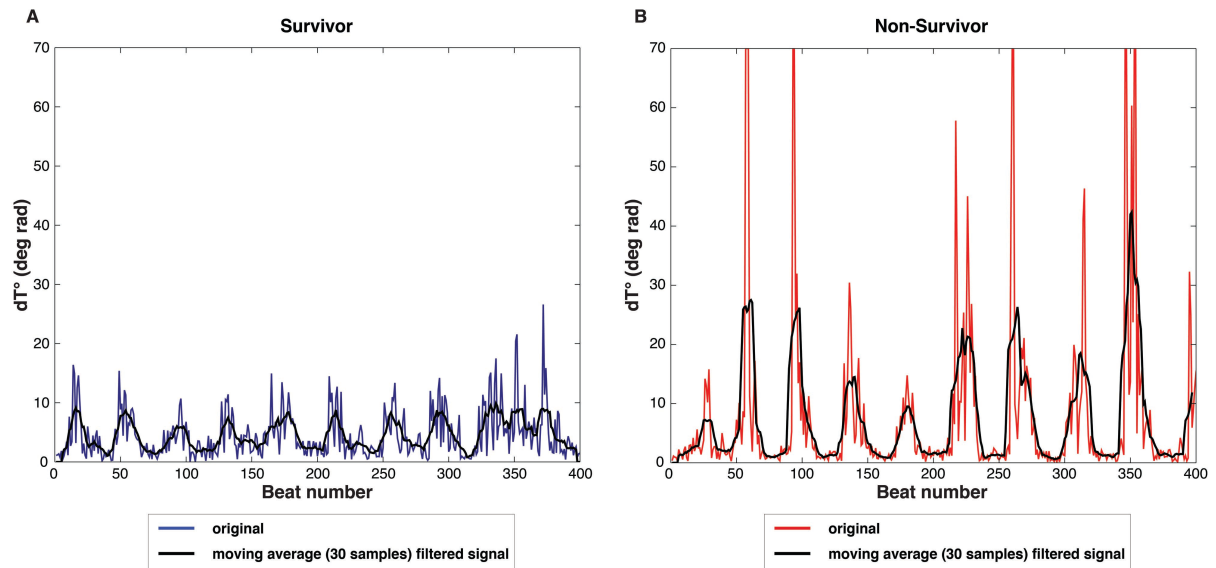 A
Survivor
70
60
50
40
30
20
10
0
dT° (deg rad)
0 50 100 150 200 250 300 350 400
Beat number
original
moving average (30 samples) filtered signal
B
Non-Survivor
70
60
50
40
30
20
10
0
dT° (deg rad)
0 50 100 150 200 250 300 350 400
Beat number
original
moving average (30 samples) filtered signal